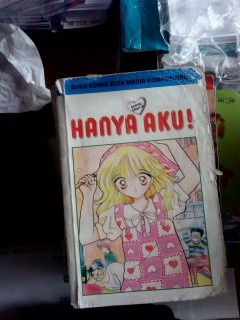 BUKU KOMIK ELEX MEDIA KOMPUTINDO
HANYA AKU!